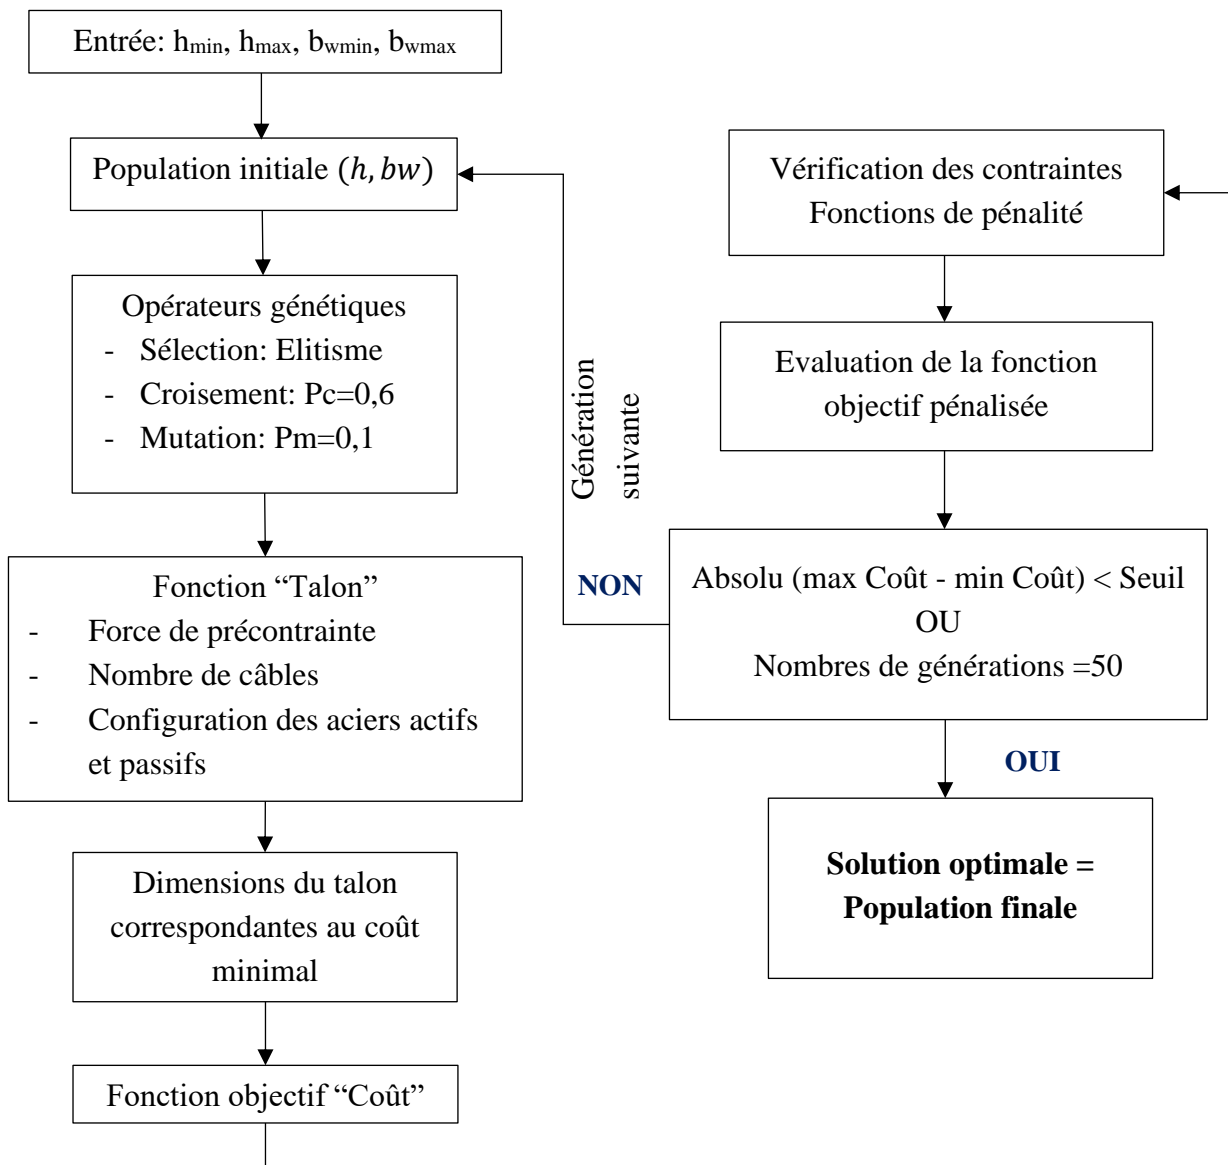 Entrée: hmin, hmax, bwmin, bwmax
Population initiale (h, bw)
Opérateurs génétiques
- Sélection: Elitisme
- Croisement: Pc=0,6
- Mutation: Pm=0,1
Fonction “Talon”
- Force de précontrainte
- Nombre de câbles
- Configuration des aciers actifs
et passifs
Dimensions du talon
correspondantes au coût
minimal
Fonction objectif “Coût”
Vérification des contraintes
Fonctions de pénalité
Evaluation de la fonction
objectif pénalisée
Absolu (max Coût - min Coût) < Seuil
OU
Nombres de générations =50
NON
Génération
suivante
OUI
Solution optimale =
Population finale